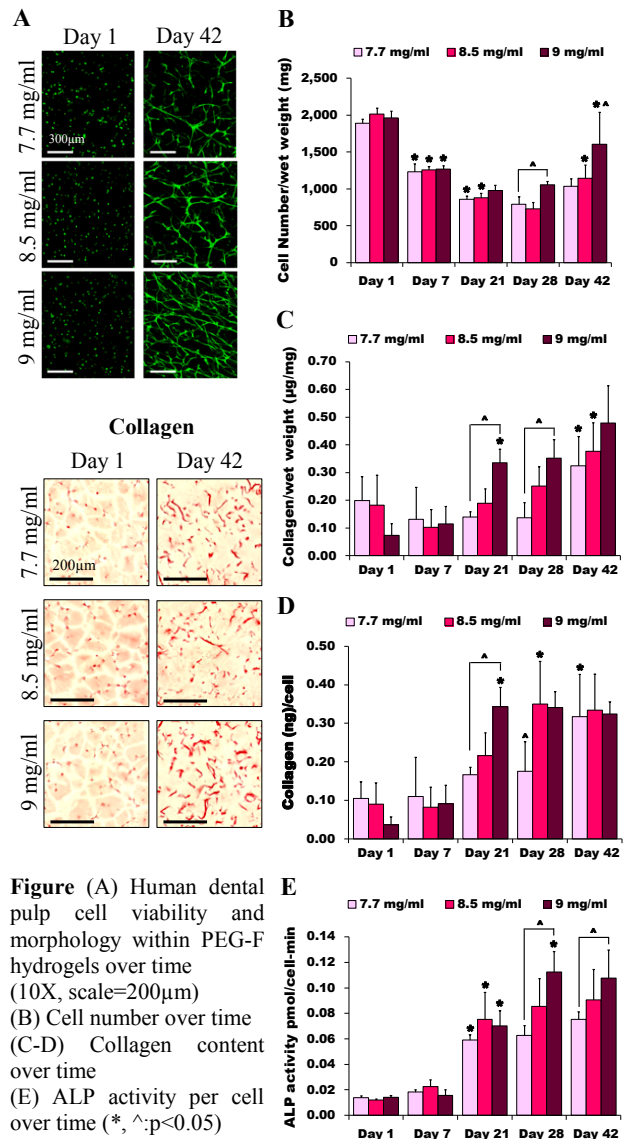 A
Day 1 Day 42
7.7 mg/ml
300µm
8.5 mg/ml
9 mg/ml
Collagen
Day 1 Day 42
7.7 mg/ml
200µm
8.5 mg/ml
9 mg/ml
Figure (A) Human dental
pulp cell viability and
morphology within PEG-F
hydrogels over time
(10X, scale=200µm)
(B) Cell number over time
(C-D) Collagen content
over time
(E) ALP activity per cell
over time (*, ^:p<0.05)
B
7.7 mg/ml 8.5 mg/ml 9 mg/ml
Cell Number/wet weight (mg)
2,500
2,000
1,500
1,000
500
0
* * *
* *
^
*
* ^
Day 1 Day 7 Day 21 Day 28 Day 42
C
7.7 mg/ml 8.5 mg/ml 9 mg/ml
Collagen/wet weight (µg/mg)
0.70
0.60
0.50
0.40
0.30
0.20
0.10
0.00
^
*
^
* *
Day 1 Day 7 Day 21 Day 28 Day 42
D
7.7 mg/ml 8.5 mg/ml 9 mg/ml
Collagen (ng)/cell
0.50
0.40
0.30
0.20
0.10
0.00
^
*
^
*
*
Day 1 Day 7 Day 21 Day 28 Day 42
E
7.7 mg/ml 8.5 mg/ml 9 mg/ml
ALP activity pmol/cell-min
0.14
0.12
0.10
0.08
0.06
0.04
0.02
0.00
* * *
^
*
^
Day 1 Day 7 Day 21 Day 28 Day 42